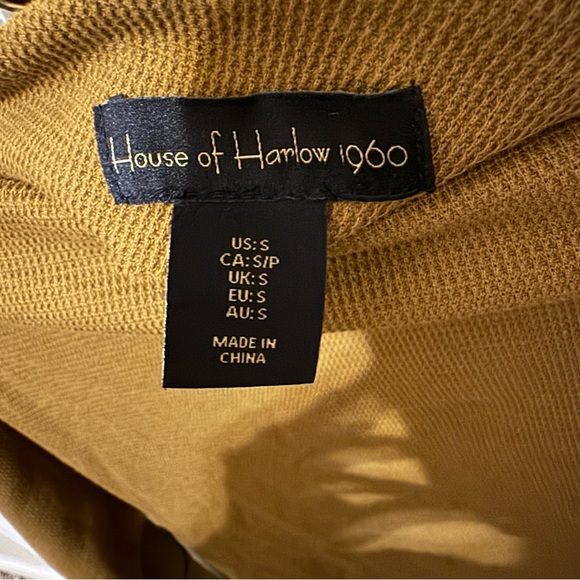 House of Harlow 1960
US: S
CA: S/P
UK: S
EU: S
AU: S
MADE IN
CHINA